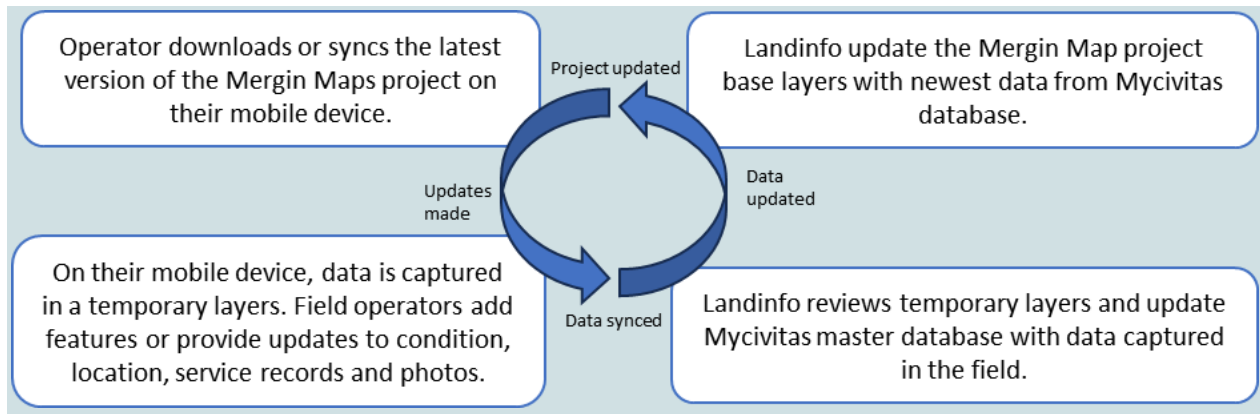 Operator downloads or syncs the latest
version of the Mergin Maps project on
their mobile device.
Project updated
Landinfo update the Mergin Map project
base layers with newest data from Mycivitas
database.
Updates
made
Data
updated
On their mobile device, data is captured
in a temporary layers. Field operators add
features or provide updates to condition,
location, service records and photos.
Data synced
Landinfo reviews temporary layers and update
Mycivitas master database with data captured
in the field.